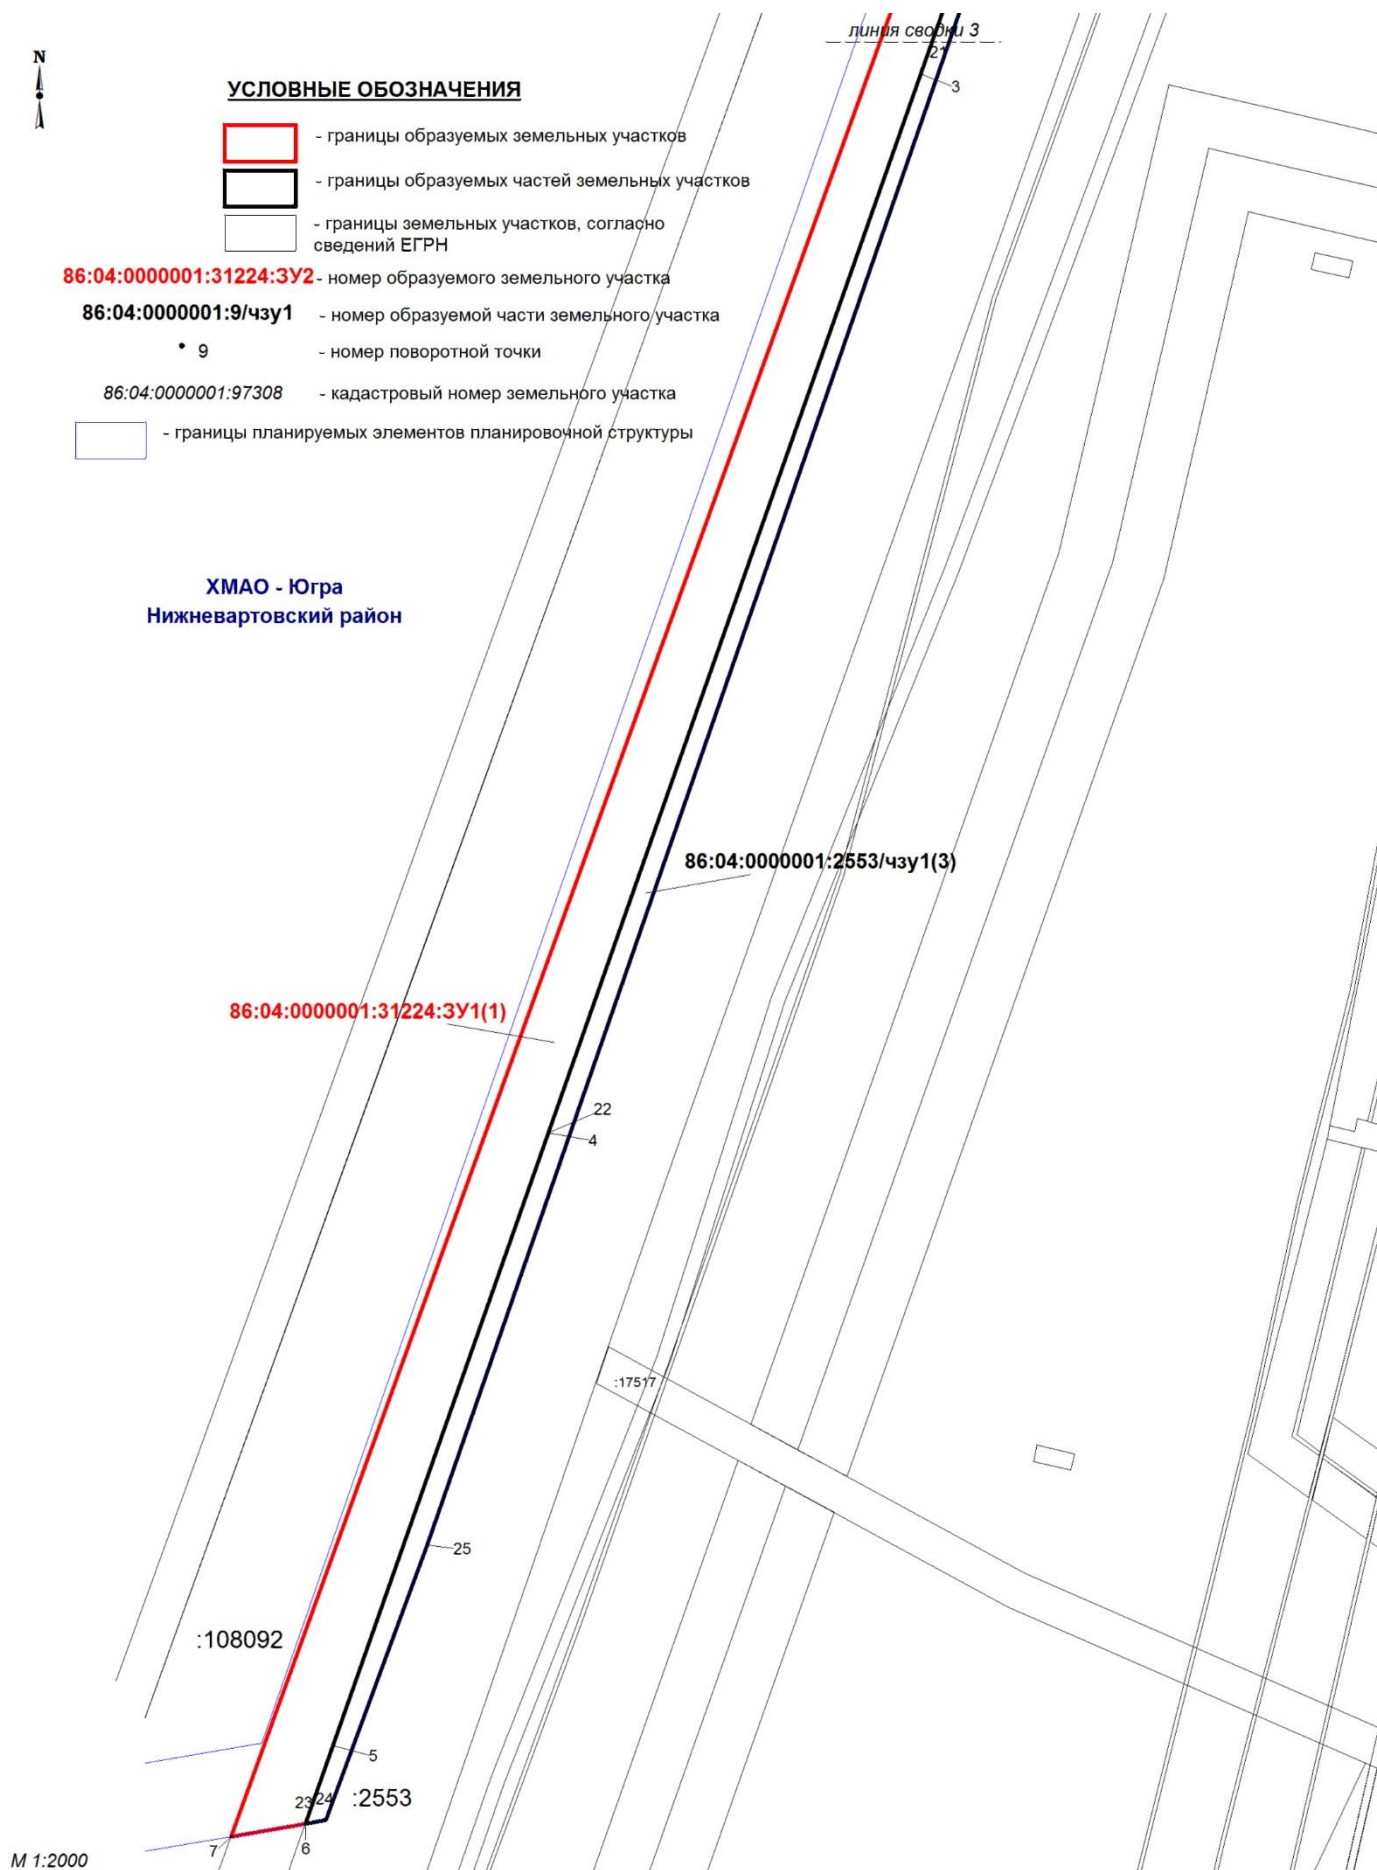 линия сводки 3
21
3
N
УСЛОВНЫЕ ОБОЗНАЧЕНИЯ
- границы образуемых земельных участков
- границы образуемых частей земельных участков
- границы земельных участков, согласно
сведений ЕГРН
86:04:0000001:31224:ЗУ2 - номер образуемого земельного участка
86:04:0000001:9/чзу1 - номер образуемой части земельного участка
9 - номер поворотной точки
86:04:0000001:97308 - кадастровый номер земельного участка
- границы планируемых элементов планировочной структуры
ХМАО - Югра
Нижневартовский район
86:04:0000001:2553/чзу1(3)
86:04:0000001:31224:ЗУ1(1)
22
4
:17517
25
:108092
5
23 24 :2553
7 6
М 1:2000